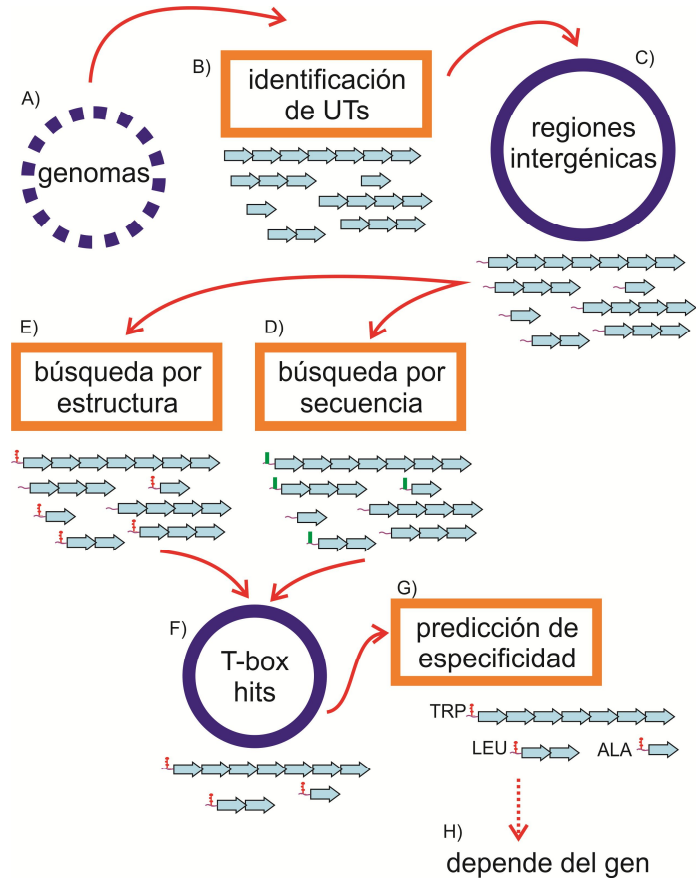 A)
genomas
B)
identificación
de UTs
C)
regiones
intergénicas
E)
búsqueda por
estructura
D)
búsqueda por
secuencia
F)
T-box
hits
G)
predicción de
especificidad
TRP
LEU
ALA
H)
depende del gen